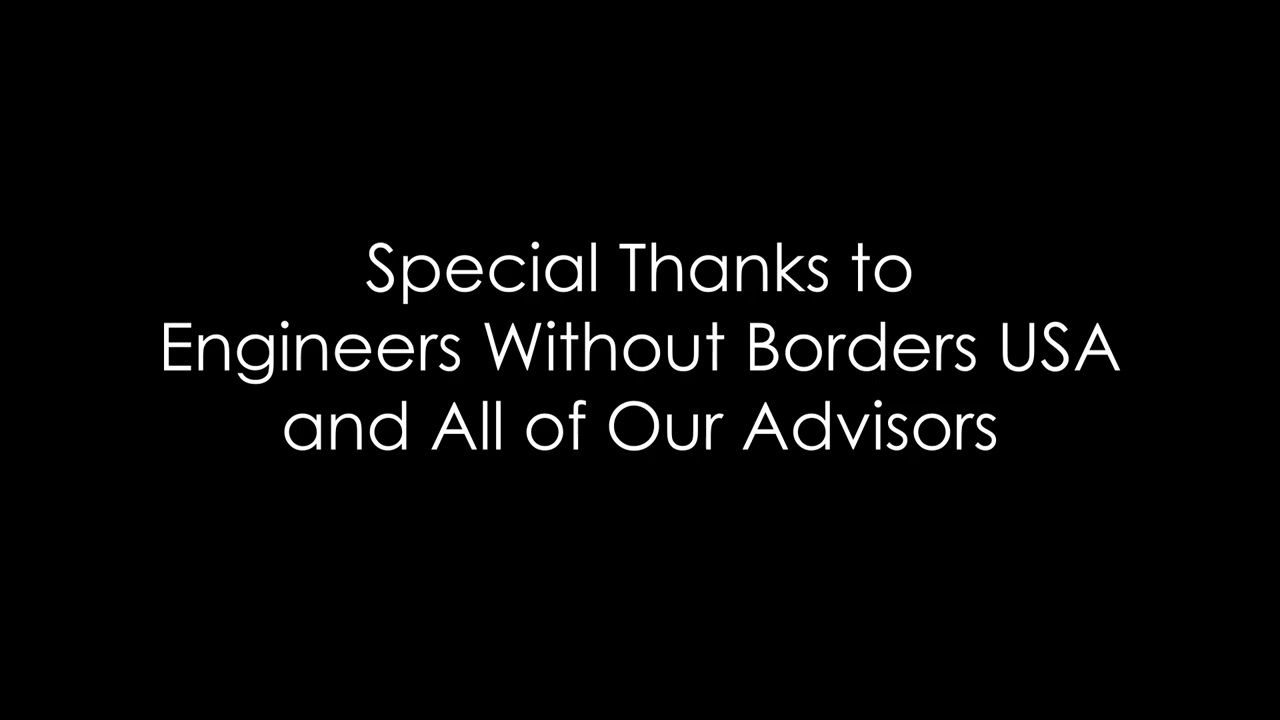 Special Thanks to
Engineers Without Borders USA
and All of Our Advisors